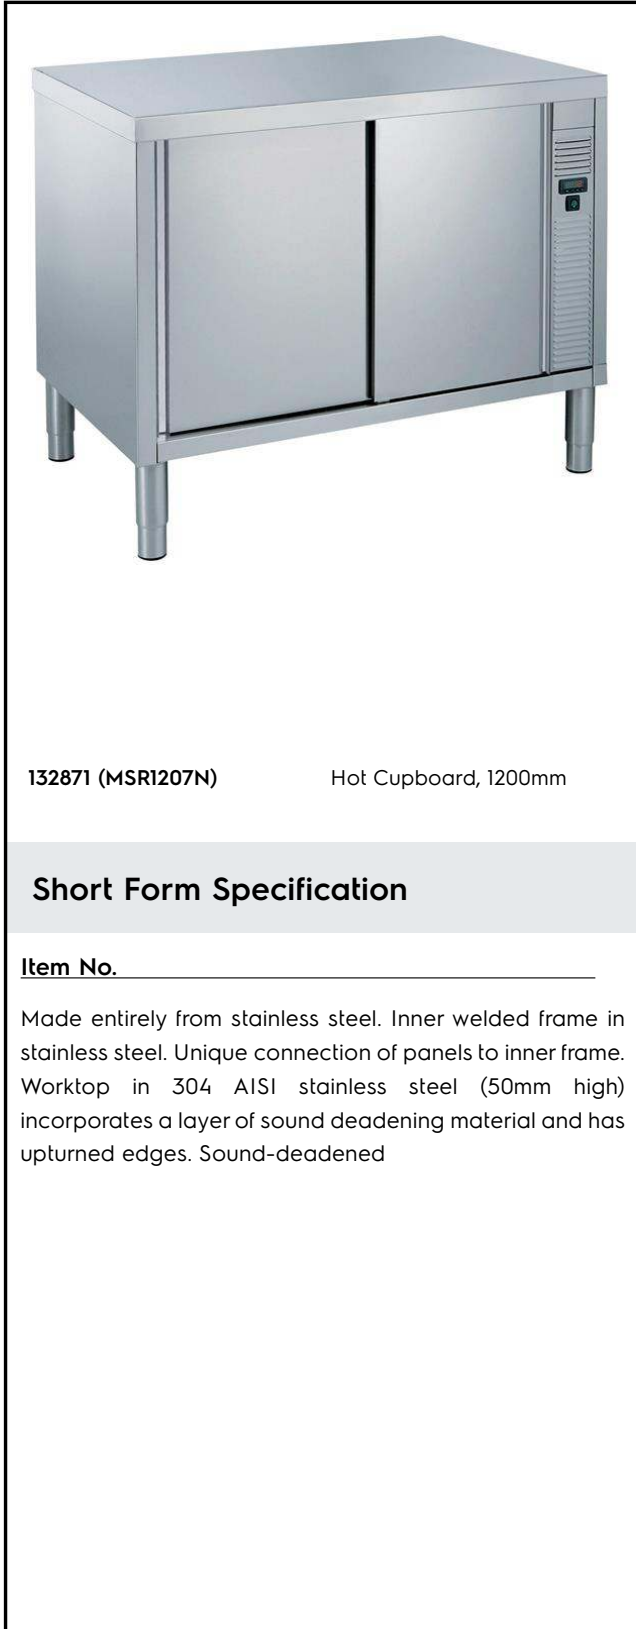 132871 (MSR1207N) Hot Cupboard, 1200mm
Short Form Specification
Item No.
Made entirely from stainless steel. Inner welded frame in
stainless steel. Unique connection of panels to inner frame.
Worktop in 304 AISI stainless steel (50mm high)
incorporates a layer of sound deadening material and has
upturned edges. Sound-deadened